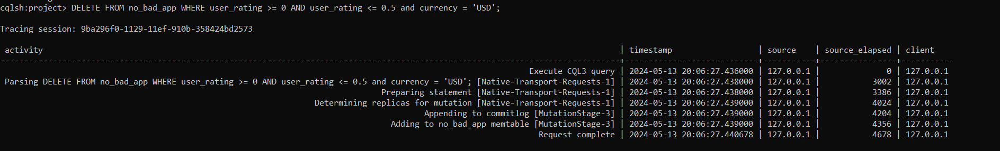 cqlsh:project> DELETE FROM no_bad_app WHERE user_rating >= 0 AND user_rating <= 0.5 and currency = 'USD';
Tracing session: 9ba296f0-1129-11ef-910b-358424bd2573
activity | timestamp | source | source_elapsed | client
Execute CQL3 query | 2024-05-13 20:06:27.436000 | 127.0.0.1 | 0 | 127.0.0.1
Parsing DELETE FROM no_bad_app WHERE user_rating >= 0 AND user_rating <= 0.5 and currency = 'USD'; [Native-Transport-Requests-1] | 2024-05-13 20:06:27.438000 | 127.0.0.1 | 3002 | 127.0.0.1
Preparing statement [Native-Transport-Requests-1] | 2024-05-13 20:06:27.438000 | 127.0.0.1 | 3386 | 127.0.0.1
Determining replicas for mutation [Native-Transport-Requests-1] | 2024-05-13 20:06:27.439000 | 127.0.0.1 | 4024 | 127.0.0.1
Appending to commitlog [MutationStage-3] | 2024-05-13 20:06:27.439000 | 127.0.0.1 | 4204 | 127.0.0.1
Adding to no_bad_app memtable [MutationStage-3] | 2024-05-13 20:06:27.439000 | 127.0.0.1 | 4356 | 127.0.0.1
Request complete | 2024-05-13 20:06:27.440678 | 127.0.0.1 | 4678 | 127.0.0.1